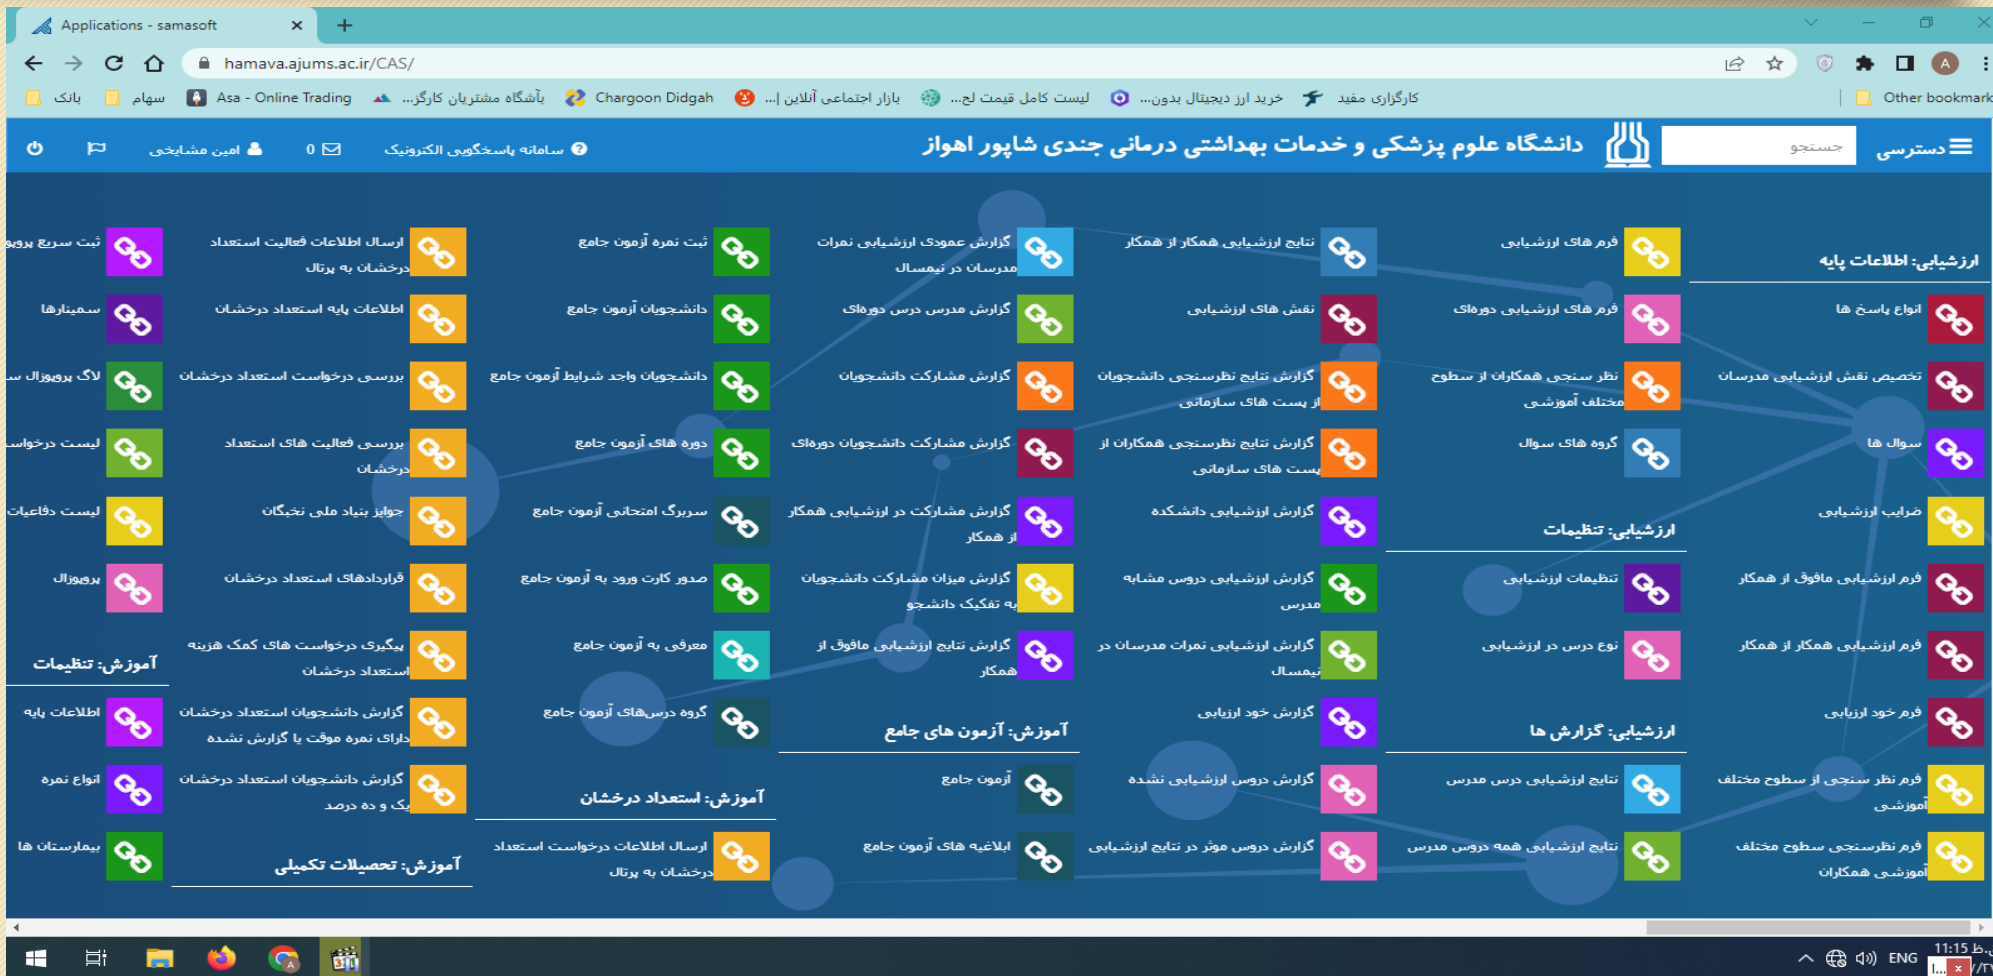 Applications - samasoft
hamava.ajums.ac.ir/CAS/
A
بانک
سهام
Asa - Online Trading
باشگاه مشتریان کارگز...
Chargoon Didgah
بازار اجتماعی آنلاین |...
لیست کامل قیمت لح...
خرید ارز دیجیتال بدون...
کارگزاری مفید
Other bookmark
دسترسی
جستجو
دانشگاه علوم پزشکی و خدمات بهداشتی درمانی جندی شاپور اهواز
سامانه پاسخگویی الکترونیک
0
امین مشایخی
ارزشیابی: اطلاعات پایه
انواع پاسخ ها
تخصیص نقش ارزشیابی مدرسان
سوال ها
ضرایب ارزشیابی
فرم ارزشیابی مافوق از همکار
فرم ارزشیابی همکار از همکار
فرم خود ارزیابی
فرم نظر سنجی از سطوح مختلف
آموزشی
فرم نظرسنجی سطوح مختلف
آموزشی همکاران
فرم های ارزشیابی
فرم های ارزشیابی دوره‌ای
نظر سنجی همکاران از سطوح
مختلف آموزشی
گروه های سوال
ارزشیابی: تنظیمات
تنظیمات ارزشیابی
نوع درس در ارزشیابی
ارزشیابی: گزارش ها
نتایج ارزشیابی درس مدرس
نتایج ارزشیابی همه دروس مدرس
نتایج ارزشیابی همکار از همکار
نقش های ارزشیابی
گزارش نتایج نظرسنجی دانشجویان
از پست های سازمانی
گزارش نتایج نظرسنجی همکاران از
پست های سازمانی
گزارش ارزشیابی دانشکده
گزارش ارزشیابی دروس مشابه
مدرس
گزارش ارزشیابی نمرات مدرسان در
نیمسال
گزارش خود ارزیابی
گزارش دروس ارزشیابی نشده
گزارش دروس موثر در نتایج ارزشیابی
گزارش عمودی ارزشیابی نمرات
مدرسان در نیمسال
گزارش مدرس درس دوره‌ای
گزارش مشارکت دانشجویان
گزارش مشارکت دانشجویان دوره‌ای
گزارش مشارکت در ارزشیابی همکار
از همکار
گزارش میزان مشارکت دانشجویان
به تفکیک دانشجو
گزارش نتایج ارزشیابی مافوق از
همکار
آموزش: آزمون های جامع
آزمون جامع
ابلاغیه های آزمون جامع
ثبت نمره آزمون جامع
دانشجویان آزمون جامع
دانشجویان واجد شرایط آزمون جامع
دوره های آزمون جامع
سربرگ امتحانی آزمون جامع
صدور کارت ورود به آزمون جامع
معرفی به آزمون جامع
گروه درس‌های آزمون جامع
آموزش: استعداد درخشان
ارسال اطلاعات درخواست استعداد
درخشان به پرتال
ارسال اطلاعات فعالیت استعداد
درخشان به پرتال
اطلاعات پایه استعداد درخشان
بررسی درخواست استعداد درخشان
بررسی فعالیت های استعداد
درخشان
جوایز بنیاد ملی نخبگان
قراردادهای استعداد درخشان
پیگیری درخواست های کمک هزینه
استعداد درخشان
گزارش دانشجویان استعداد درخشان
دارای نمره موقت یا گزارش نشده
گزارش دانشجویان استعداد درخشان
یک و ده درصد
آموزش: تحصیلات تکمیلی
ثبت سریع
سمینارها
لاگ پروپوزال
لیست
لیست دفاعیات
پروپوزال
آموزش: تنظیمات
اطلاعات پایه
انواع نمره
بیمارستان ها
ENG
11:15